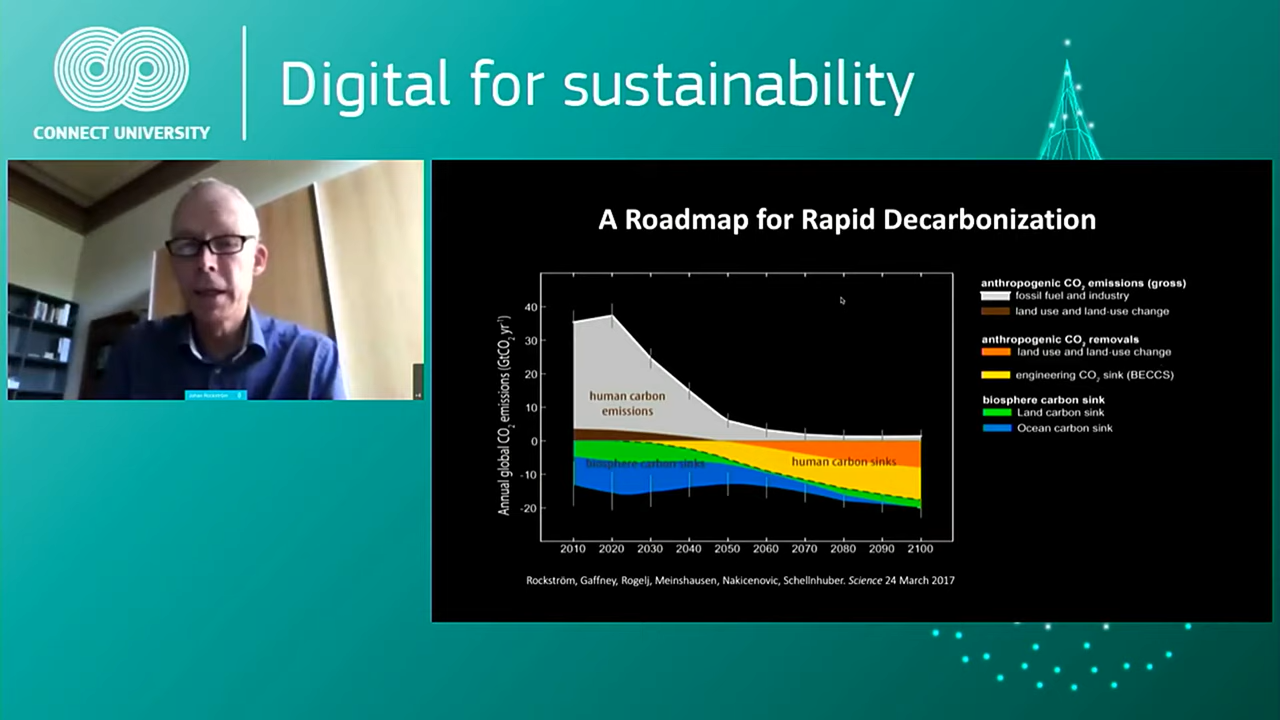 CONNECT UNIVERSITY
Digital for sustainability
Johan Rockström
A Roadmap for Rapid Decarbonization
Annual global CO2 emissions (GtCO2 yr-1)
40
30
20
10
0
-10
-20
human carbon
emissions
biosphere carbon sinks
human carbon sinks
2010 2020 2030 2040 2050 2060 2070 2080 2090 2100
anthropogenic CO2 emissions (gross)
fossil fuel and industry
land use and land-use change
anthropogenic CO2 removals
land use and land-use change
engineering CO2 sink (BECCS)
biosphere carbon sink
Land carbon sink
Ocean carbon sink
Rockström, Gaffney, Rogelj, Meinshausen, Nakicenovic, Schellnhuber. Science 24 March 2017